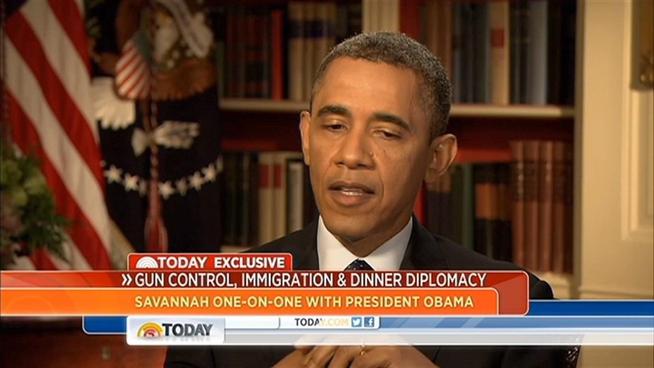 TODAY EXCLUSIVE
» GUN CONTROL, IMMIGRATION & DINNER DIPLOMACY
SAVANNAH ONE-ON-ONE WITH PRESIDENT OBAMA
TODAY
TODAY.COM